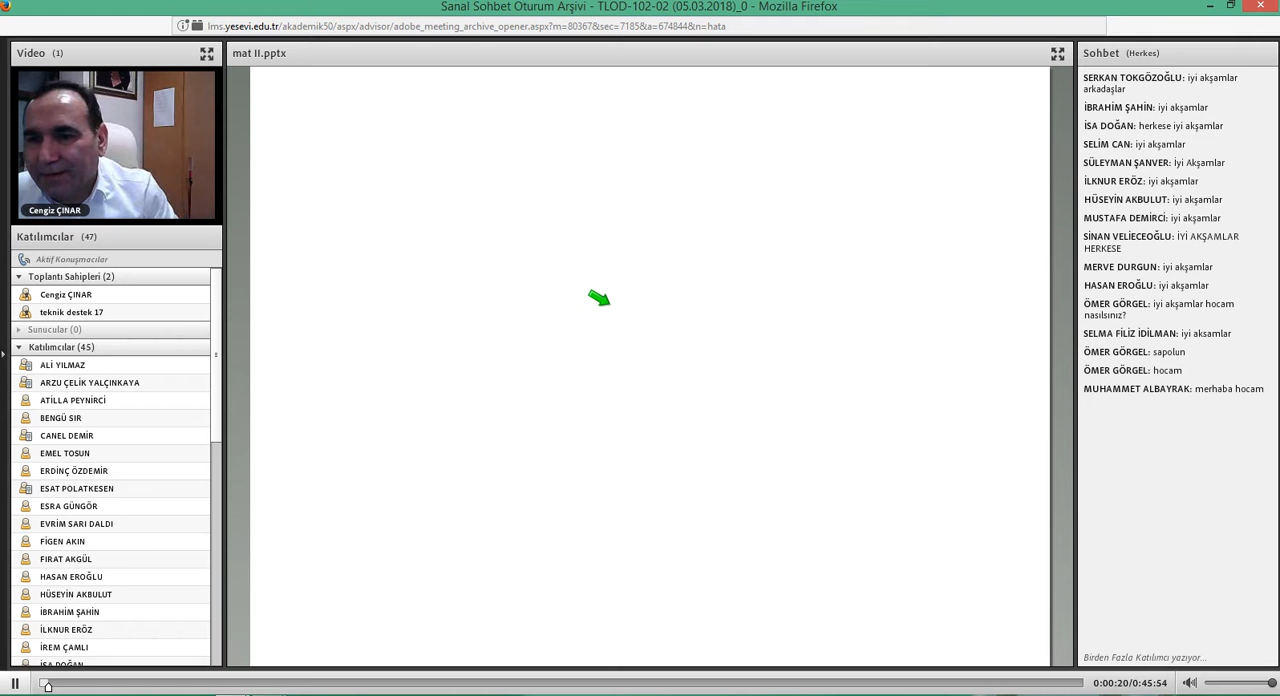 Sanal Sohbet Oturum Arşivi - TLOD-102-02 (05.03.2018)_0 - Mozilla Firefox
lms.yesevi.edu.tr/akademik50/aspx/advisor/adobe_meeting_archive_opener.aspx?m=80367&sec=7185&a=674844&n=hata
Video (1)
Cengiz ÇINAR
Katılımcılar (47)
Aktif Konuşmacılar
Toplantı Sahipleri (2)
Cengiz ÇINAR
teknik destek 17
Sunucular (0)
Katılımcılar (45)
ALİ YILMAZ
ARZU ÇELİK YALÇINKAYA
ATİLLA PEYNİRCİ
BENGÜ SIR
CANEL DEMİR
EMEL TOSUN
ERDİNÇ ÖZDEMİR
ESAT POLATKESEN
ESRA GÜNGÖR
EVRİM SARI DALDI
FİGEN AKIN
FIRAT AKGÜL
HASAN EROĞLU
HÜSEYİN AKBULUT
İBRAHİM ŞAHİN
İLKNUR ERÖZ
İREM ÇAMLI
İSA DOĞAN
mat II.pptx
Sohbet (Herkes)
SERKAN TOKGÖZOĞLU: iyi akşamlar
arkadaşlar
İBRAHİM ŞAHİN: iyi akşamlar
İSA DOĞAN: herkese iyi akşamlar
SELİM CAN: iyi akşamlar
SÜLEYMAN ŞANVER: İyi Akşamlar
İLKNUR ERÖZ: iyi akşamlar
HÜSEYİN AKBULUT: iyi akşamlar
MUSTAFA DEMİRCİ: iyi akşamlar
SİNAN VELİECEOĞLU: İYİ AKŞAMLAR
HERKESE
MERVE DURGUN: iyi akşamlar
HASAN EROĞLU: iyi akşamlar
ÖMER GÖRGEL: iyi akşamlar hocam
nasılsınız?
SELMA FİLİZ İDİLMAN: iyi aksamlar
ÖMER GÖRGEL: sapolun
ÖMER GÖRGEL: hocam
MUHAMMET ALBAYRAK: merhaba hocam
Birden Fazla Katılımcı yazıyor...
0:00:20/0:45:54